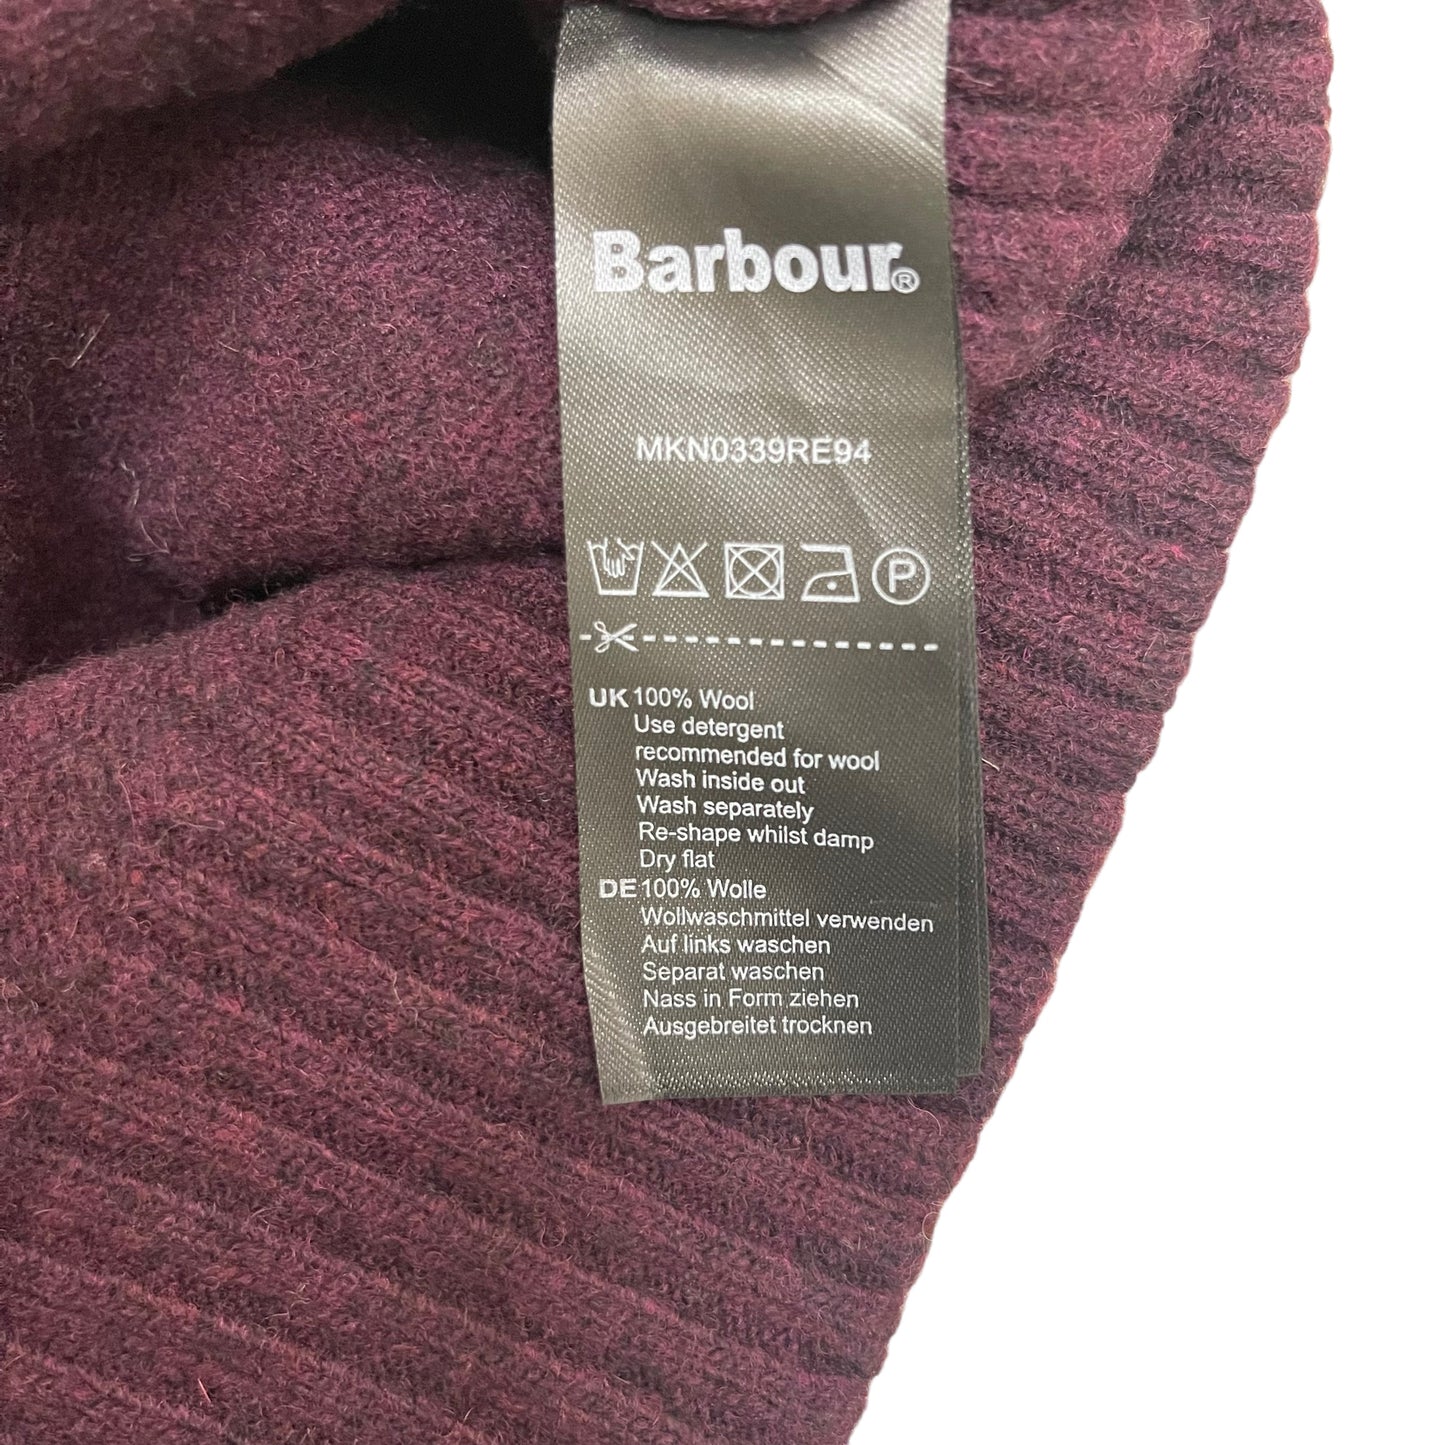 Barbour®
MKN0339RE94
P
UK 100% Wool
Use detergent
recommended for wool
Wash inside out
Wash separately
Re-shape whilst damp
Dry flat
DE 100% Wolle
Wollwaschmittel verwenden
Auf links waschen
Separat waschen
Nass in Form ziehen
Ausgebreitet trocknen